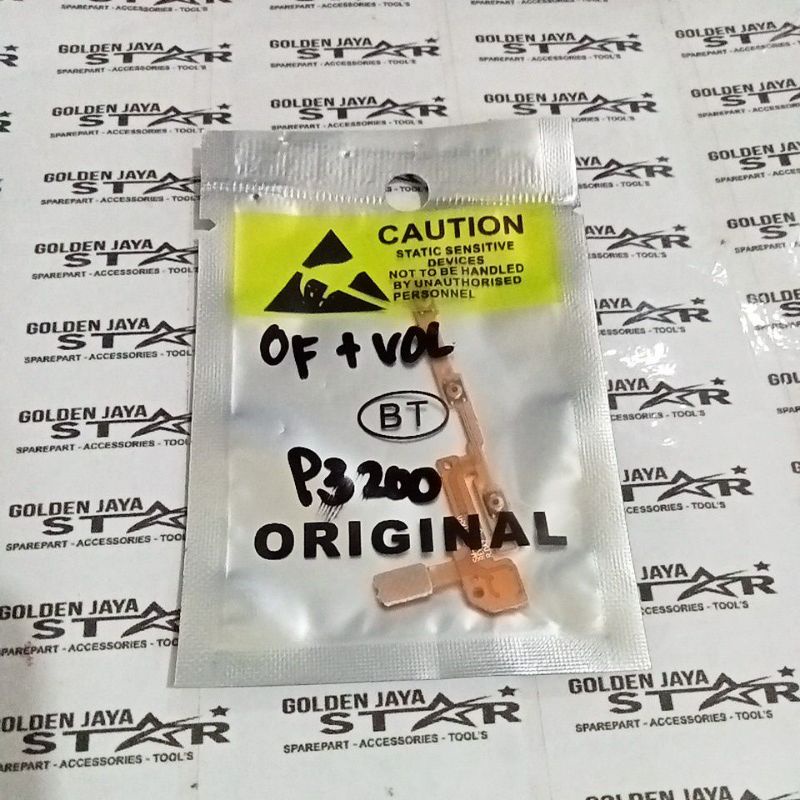 CAUTION
STATIC SENSITIVE
DEVICES
NOT TO BE HANDLED
BY UNAUTHORISED
PERSONNEL
OF + VOL
BT
P3200
ORIGINAL
GOLDEN JAYA
STAR
SPAREPART - ACCESSORIES - TOOL'S